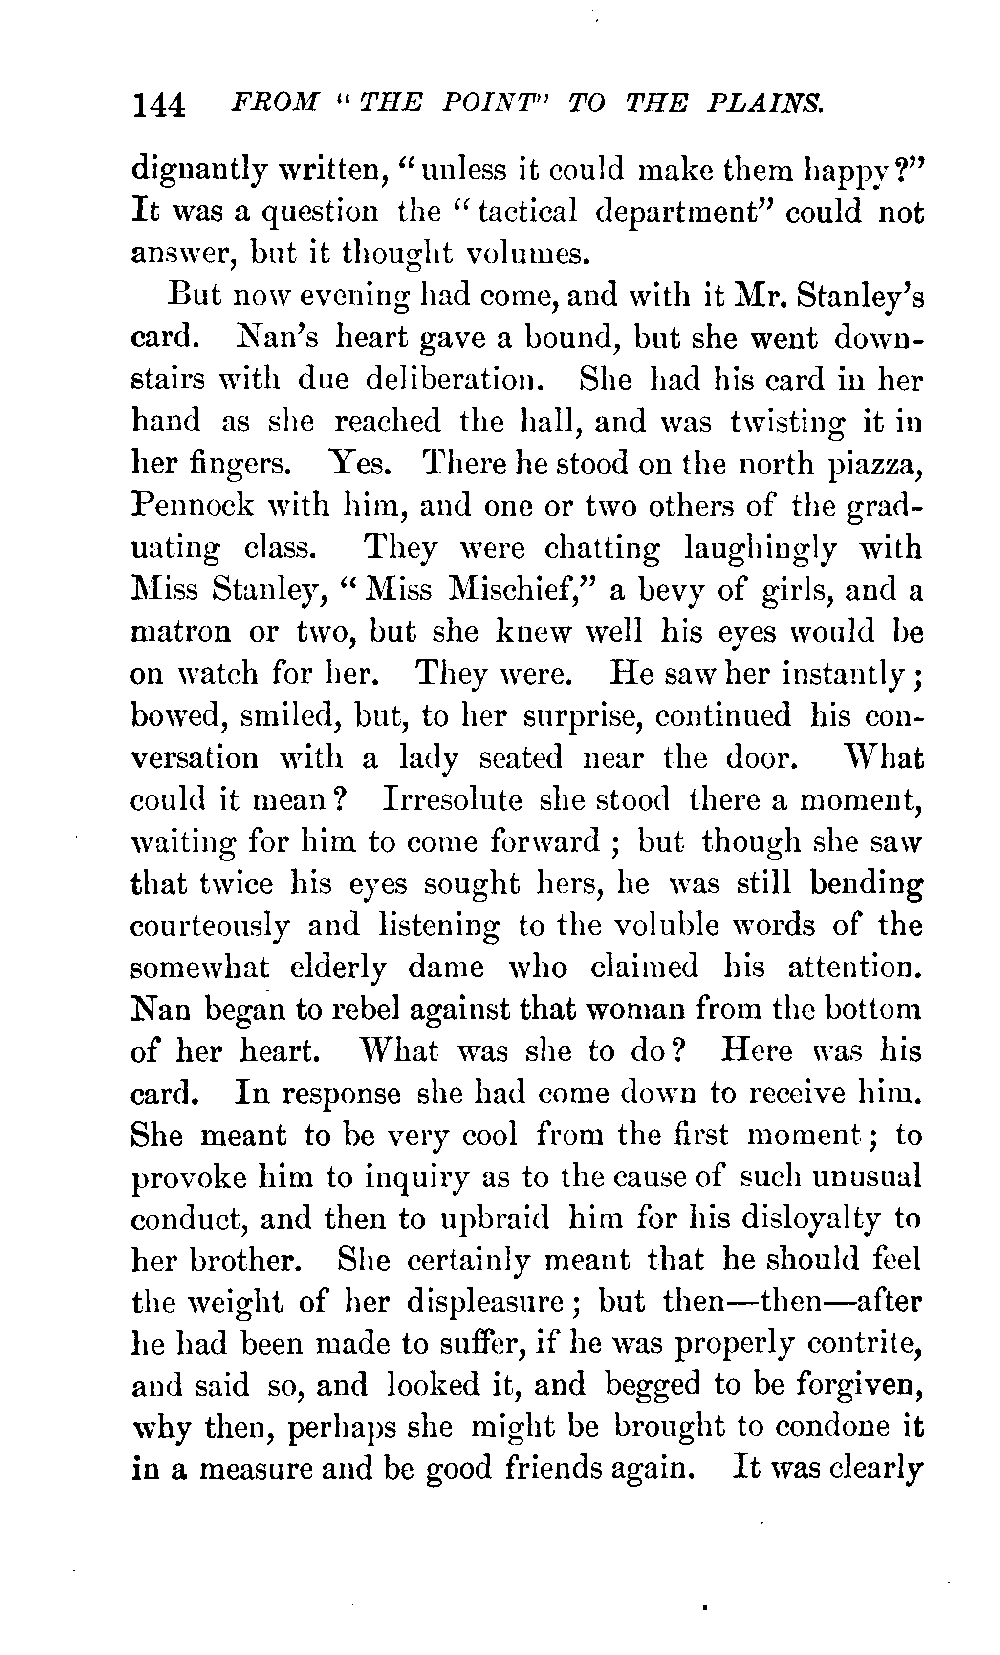 144 FROM "THE POINT" TO THE PLAINS.
dignantly written, "unless it could make them happy?"
It was a question the "tactical department" could not
answer, but it thought volumes.
But now evening had come, and with it Mr. Stanley's
card. Nan's heart gave a bound, but she went down-
stairs with due deliberation. She had his card in her
hand as she reached the hall, and was twisting it in
her fingers. Yes. There he stood on the north piazza,
Pennock with him, and one or two others of the grad-
uating class. They were chatting laughingly with
Miss Stanley, "Miss Mischief," a bevy of girls, and a
matron or two, but she knew well his eyes would be
on watch for her. They were. He saw her instantly;
bowed, smiled, but, to her surprise, continued his con-
versation with a lady seated near the door. What
could it mean? Irresolute she stood there a moment,
waiting for him to come forward; but though she saw
that twice his eyes sought hers, he was still bending
courteously and listening to the voluble words of the
somewhat elderly dame who claimed his attention.
Nan began to rebel against that woman from the bottom
of her heart. What was she to do? Here was his
card. In response she had come down to receive him.
She meant to be very cool from the first moment; to
provoke him to inquiry as to the cause of such unusual
conduct, and then to upbraid him for his disloyalty to
her brother. She certainly meant that he should feel
the weight of her displeasure; but then—then—after
he had been made to suffer, if he was properly contrite,
and said so, and looked it, and begged to be forgiven,
why then, perhaps she might be brought to condone it
in a measure and be good friends again. It was clearly